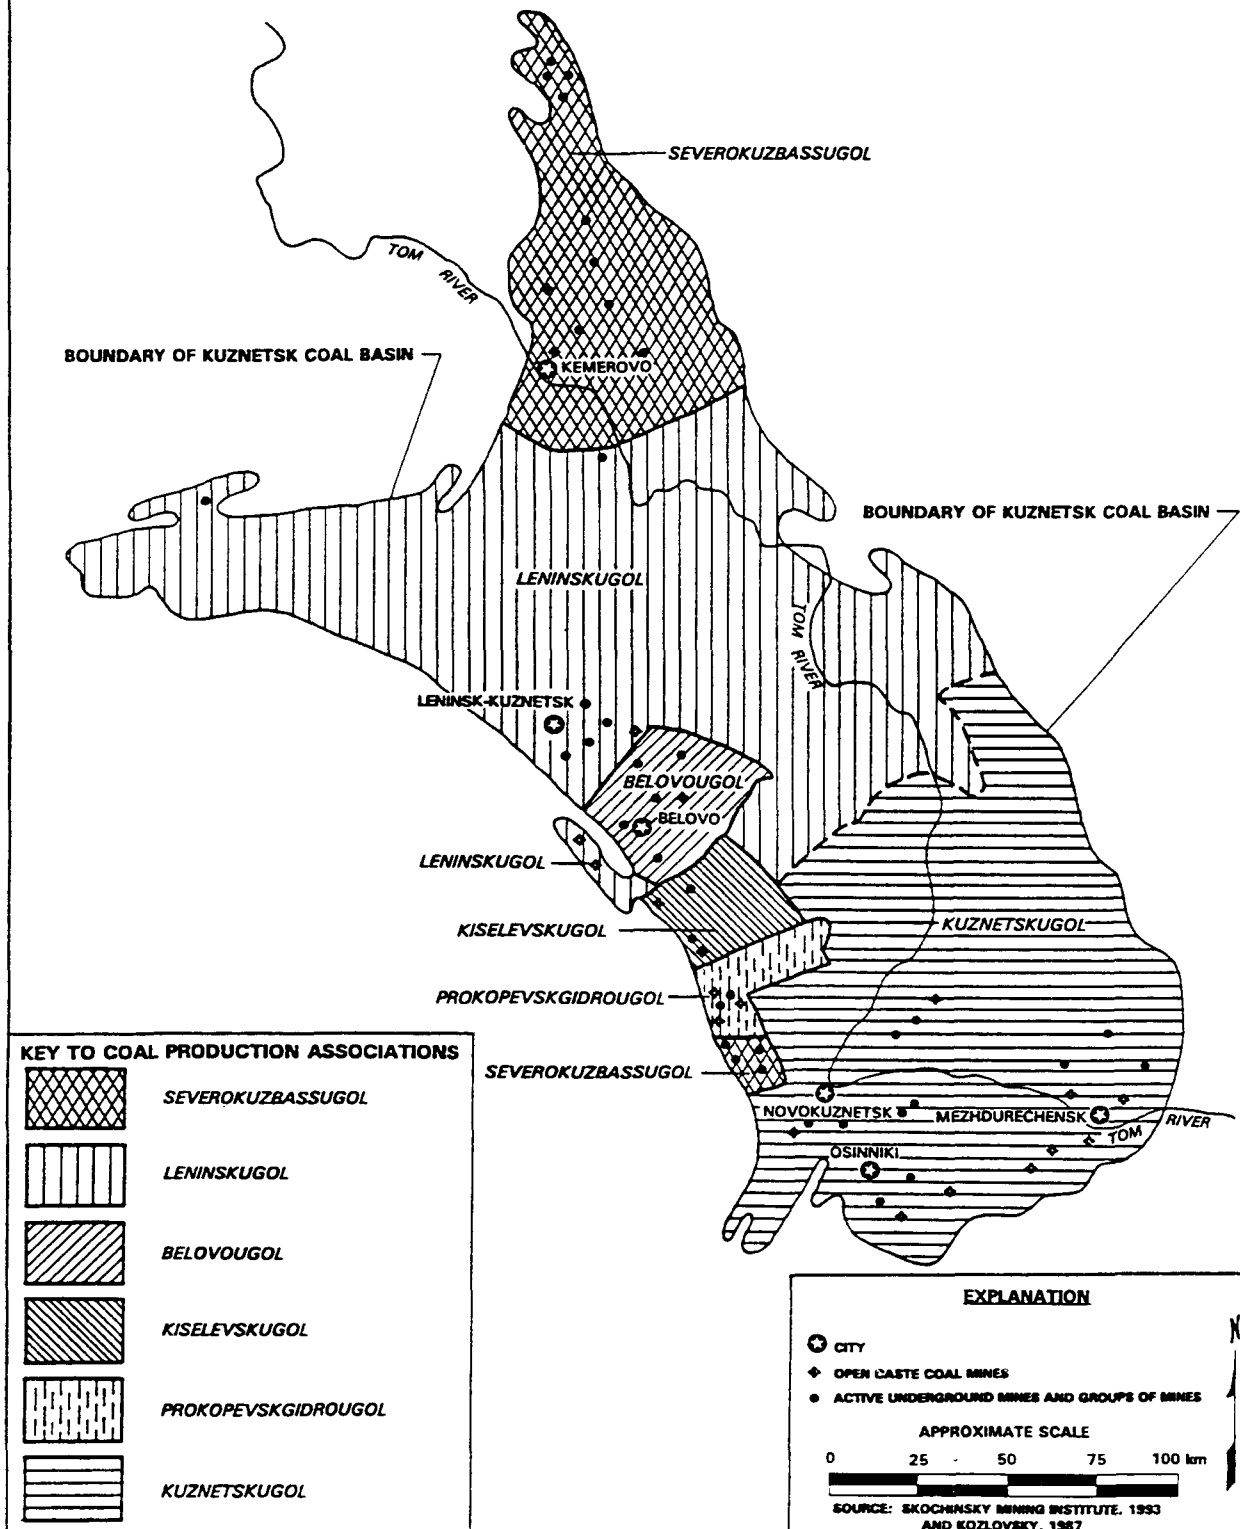 SEVEROKUZBASSUGOL
TOM
RIVER
BOUNDARY OF KUZNETSK COAL BASIN
KEMEROVO
BOUNDARY OF KUZNETSK COAL BASIN
LENINSKUGOL
TOM
RIVER
LENINSK-KUZNETSK
BELOVOUGOL
BELOVO
LENINSKUGOL
KISELEVSKUGOL
KUZNETSKUGOL
PROKOPEVSKGIDROUGOL
SEVEROKUZBASSUGOL
NOVOKUZNETSK
MEZHDURECHENSK
TOM
RIVER
OSINNIKI
KEY TO COAL PRODUCTION ASSOCIATIONS
SEVEROKUZBASSUGOL
LENINSKUGOL
BELOVOUGOL
KISELEVSKUGOL
PROKOPEVSKGIDROUGOL
KUZNETSKUGOL
EXPLANATION
CITY
OPEN CASTE COAL MINES
ACTIVE UNDERGROUND MINES AND GROUPS OF MINES
APPROXIMATE SCALE
0 25 50 75 100 km
SOURCE: SKOCHINSKY MINING INSTITUTE, 1993
AND KOZLOVSKY, 1987
N